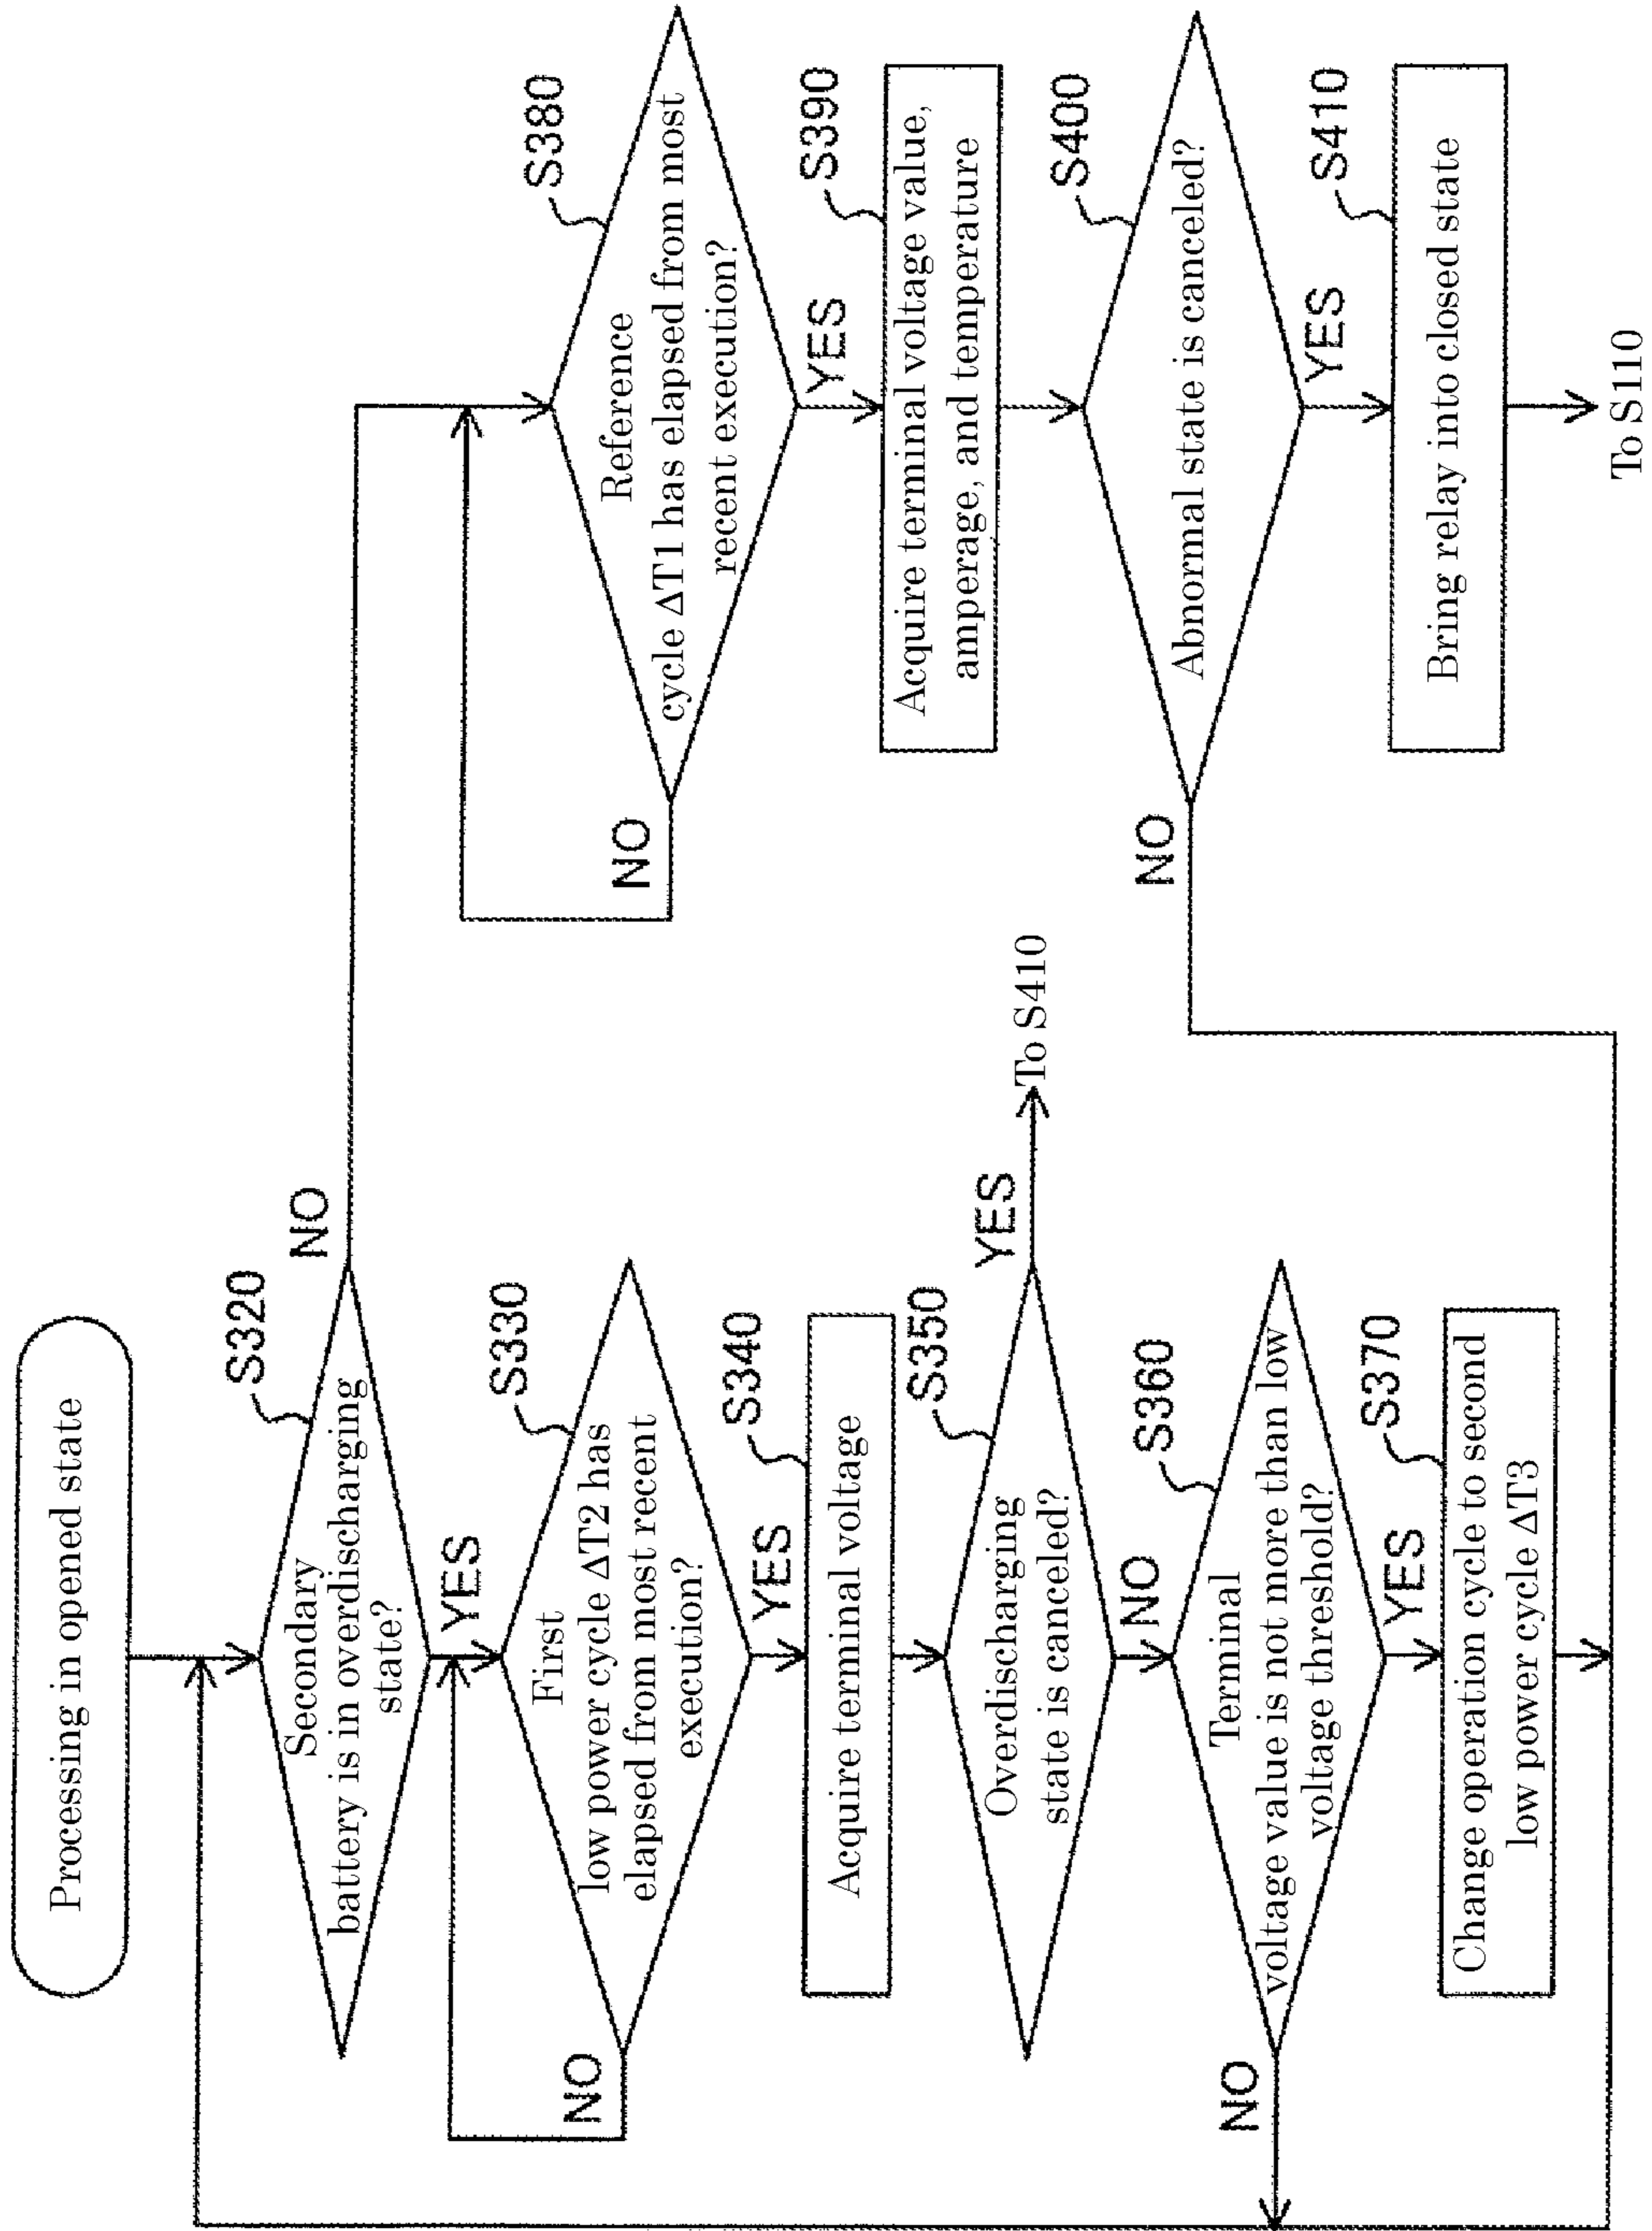 Processing in opened state
S320
Secondary
battery is in overdischarging
state?
NO
YES
S330
First
low power cycle ΔT2 has
elapsed from most recent
execution?
NO
YES
S340
Acquire terminal voltage
S350
Overdischarging
state is canceled?
YES
To S410
NO
S360
Terminal
voltage value is not more than low
voltage threshold?
NO
YES
S370
Change operation cycle to second
low power cycle ΔT3
S380
Reference
cycle ΔT1 has elapsed from most
recent execution?
NO
YES
S390
Acquire terminal voltage value,
amperage, and temperature
S400
Abnormal state is canceled?
NO
YES
S410
Bring relay into closed state
To S110